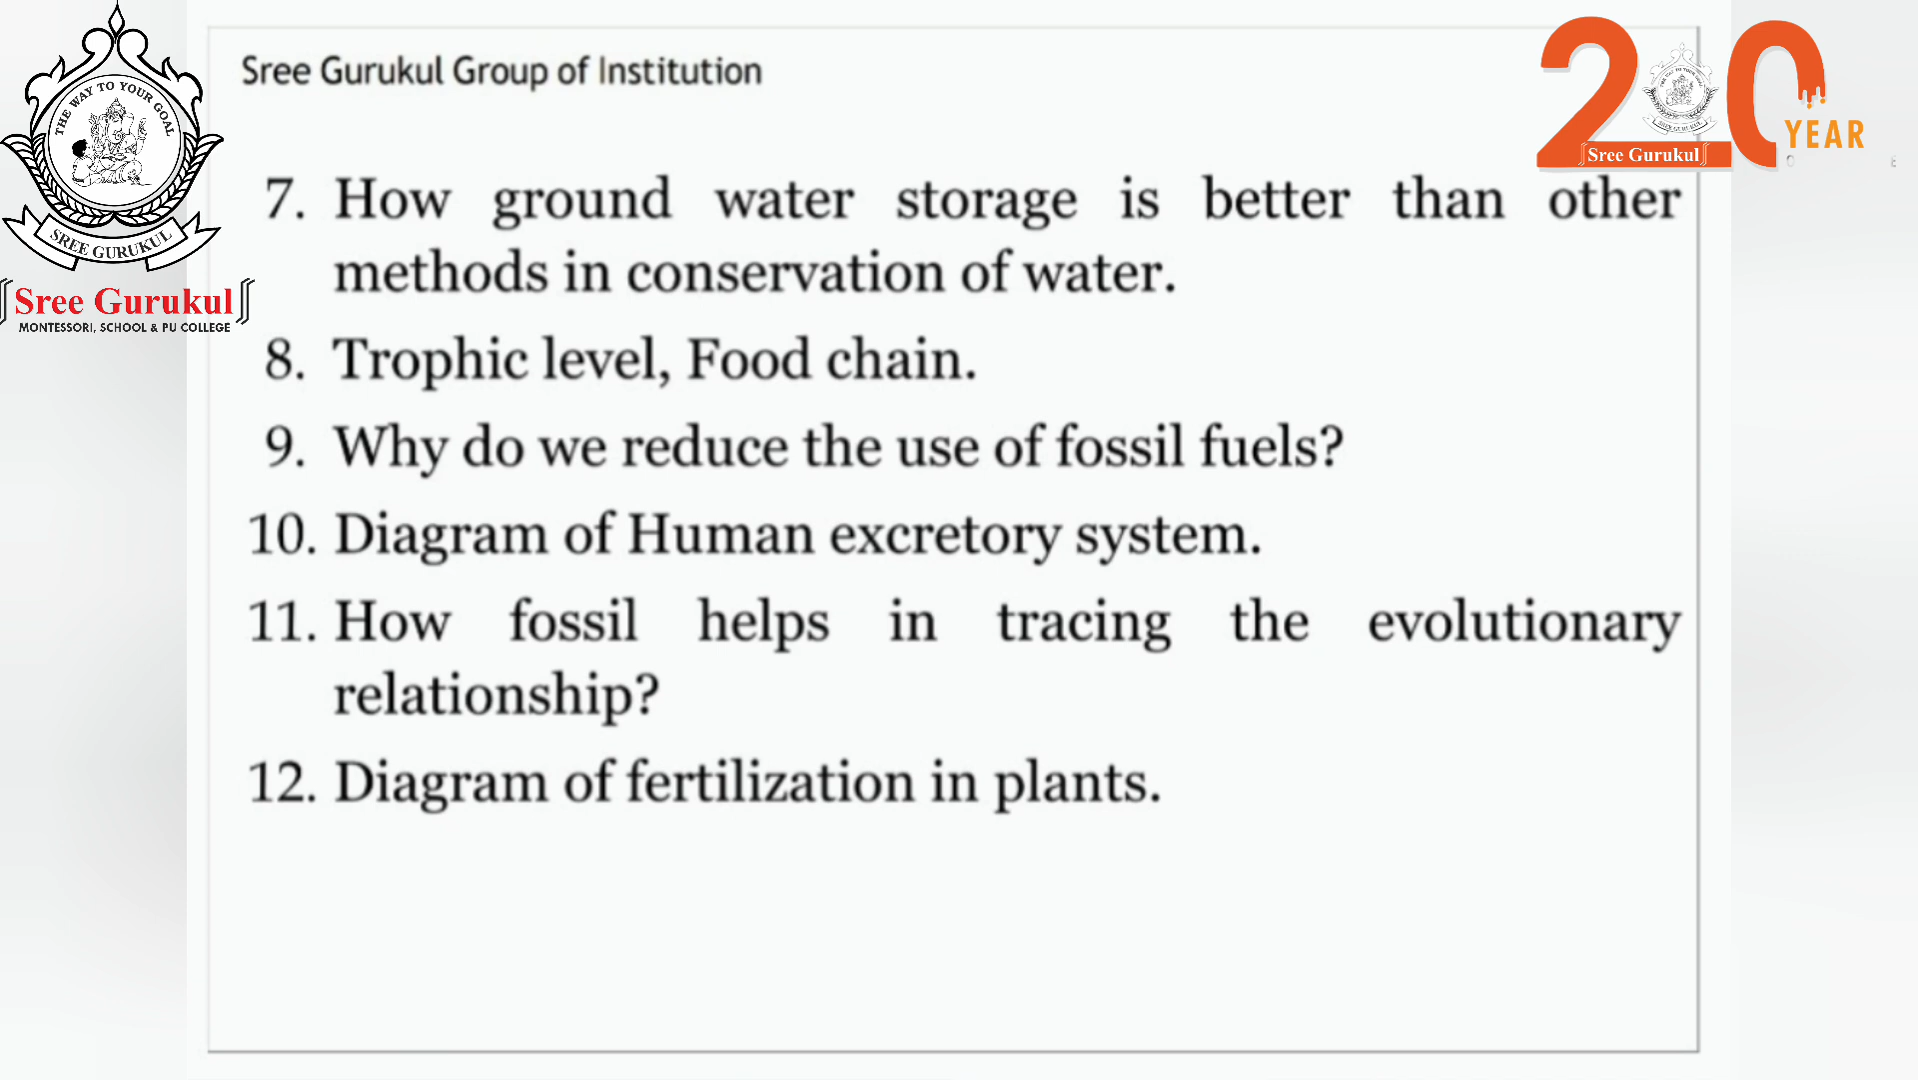 THE WAY TO YOUR GOAL
SREE GURUKUL
Sree Gurukul
MONTESSORI, SCHOOL & PU COLLEGE
Sree Gurukul Group of Institution
20
YEAR
Sree Gurukul
7. How ground water storage is better than other
methods in conservation of water.
8. Trophic level, Food chain.
9. Why do we reduce the use of fossil fuels?
10. Diagram of Human excretory system.
11. How fossil helps in tracing the evolutionary
relationship?
12. Diagram of fertilization in plants.